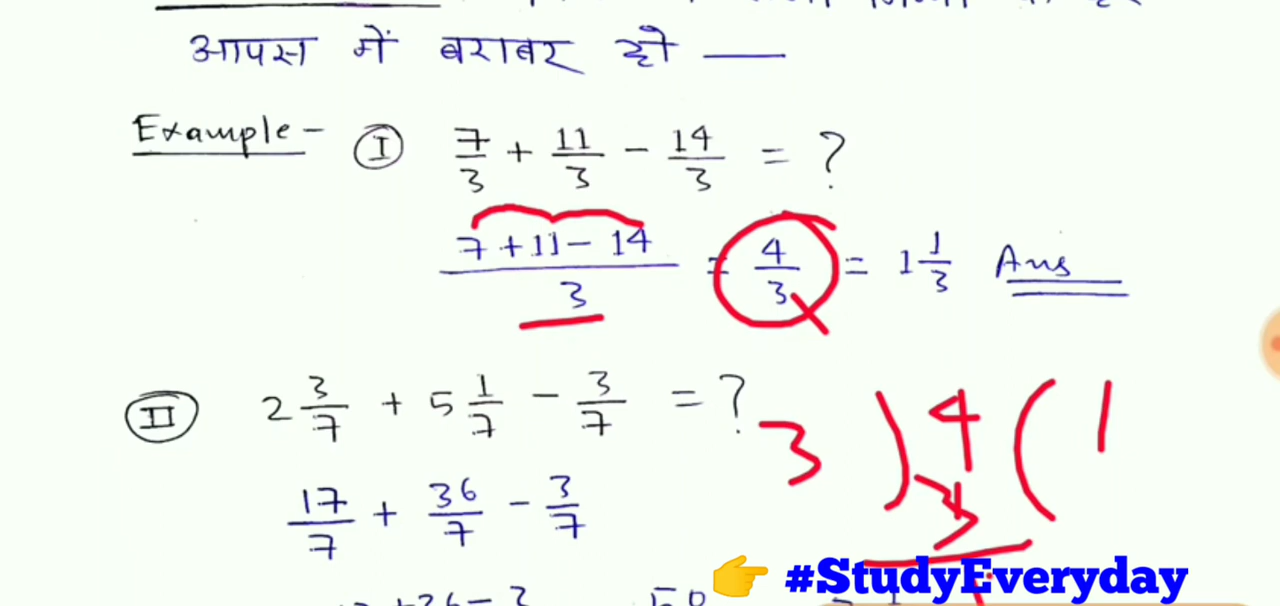 आपस में बराबर हो —
Example - (I) 7/3 + 11/3 - 14/3 = ?
7+11-14/3 = 4/3 = 1 1/3 Ans
(II) 2 3/7 + 5 1/7 - 3/7 = ?
3 ) 4 ( 1
- 3
17/7 + 36/7 - 3/7
👉 #StudyEveryday